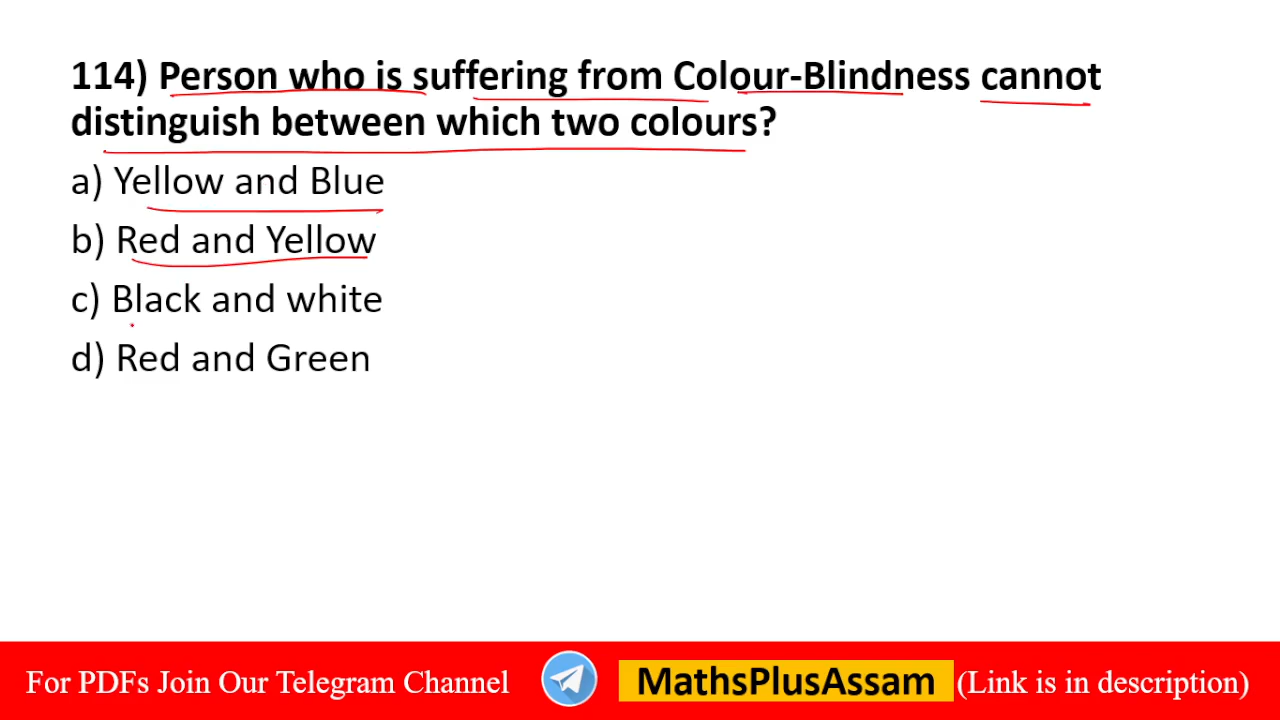 114) Person who is suffering from Colour-Blindness cannot
distinguish between which two colours?
a) Yellow and Blue
b) Red and Yellow
c) Black and white
d) Red and Green
For PDFs Join Our Telegram Channel MathsPlusAssam (Link is in description)